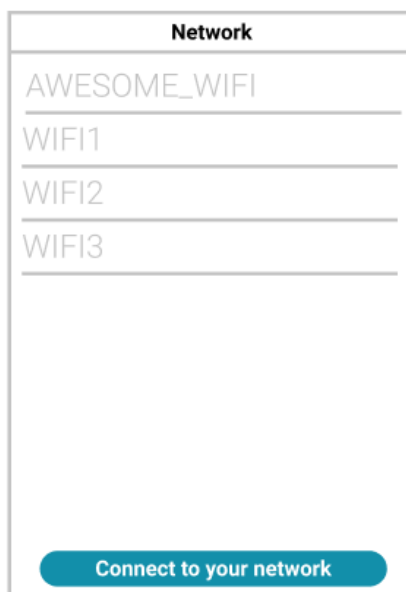 Network
AWESOME_WIFI
WIFI1
WIFI2
WIFI3
Connect to your network